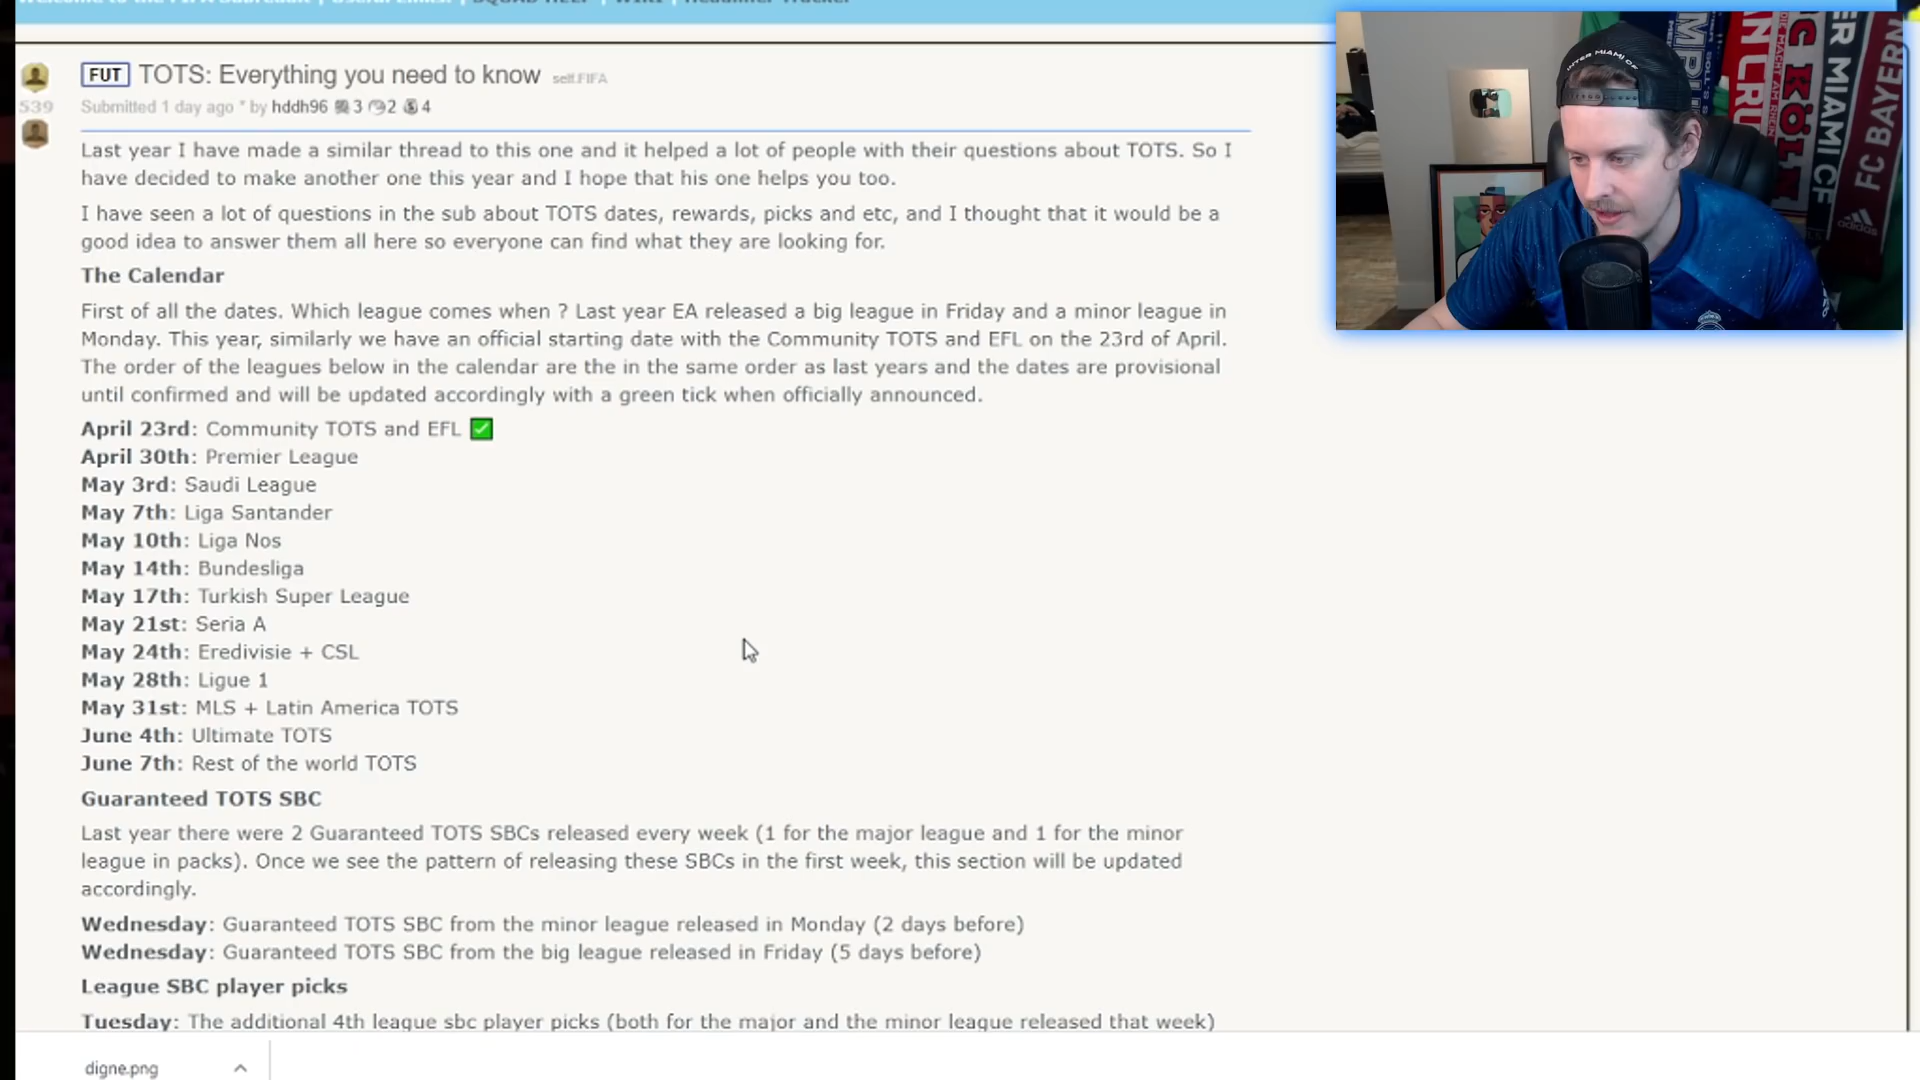 Welcome to the FIFA Subreddit | Useful Links: | SQUAD HELP | WIKI | Headliner Tracker
FUT TOTS: Everything you need to know self.FIFA
539 Submitted 1 day ago * by hddh96 3 2 4
Last year I have made a similar thread to this one and it helped a lot of people with their questions about TOTS. So I
have decided to make another one this year and I hope that his one helps you too.
I have seen a lot of questions in the sub about TOTS dates, rewards, picks and etc, and I thought that it would be a
good idea to answer them all here so everyone can find what they are looking for.
The Calendar
First of all the dates. Which league comes when ? Last year EA released a big league in Friday and a minor league in
Monday. This year, similarly we have an official starting date with the Community TOTS and EFL on the 23rd of April.
The order of the leagues below in the calendar are the in the same order as last years and the dates are provisional
until confirmed and will be updated accordingly with a green tick when officially announced.
April 23rd: Community TOTS and EFL ✅
April 30th: Premier League
May 3rd: Saudi League
May 7th: Liga Santander
May 10th: Liga Nos
May 14th: Bundesliga
May 17th: Turkish Super League
May 21st: Seria A
May 24th: Eredivisie + CSL
May 28th: Ligue 1
May 31st: MLS + Latin America TOTS
June 4th: Ultimate TOTS
June 7th: Rest of the world TOTS
Guaranteed TOTS SBC
Last year there were 2 Guaranteed TOTS SBCs released every week (1 for the major league and 1 for the minor
league in packs). Once we see the pattern of releasing these SBCs in the first week, this section will be updated
accordingly.
Wednesday: Guaranteed TOTS SBC from the minor league released in Monday (2 days before)
Wednesday: Guaranteed TOTS SBC from the big league released in Friday (5 days before)
League SBC player picks
Tuesday: The additional 4th league sbc player picks (both for the major and the minor league released that week)
digne.png
INTER MIAMI CF
KÖLN
ER MIAMI CF
FC BAYERN
adidas